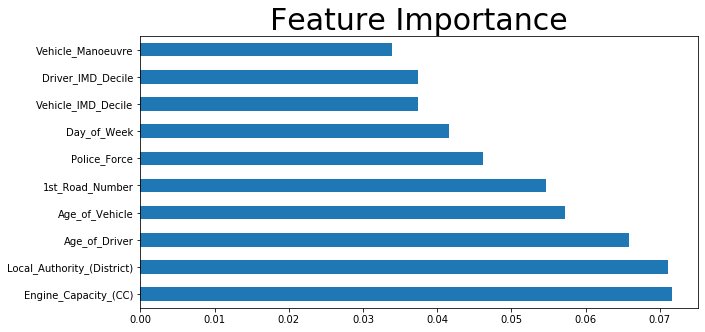 Feature Importance
Vehicle_Manoeuvre
Driver_IMD_Decile
Vehicle_IMD_Decile
Day_of_Week
Police_Force
1st_Road_Number
Age_of_Vehicle
Age_of_Driver
Local_Authority_(District)
Engine_Capacity_(CC)
0.00 0.01 0.02 0.03 0.04 0.05 0.06 0.07